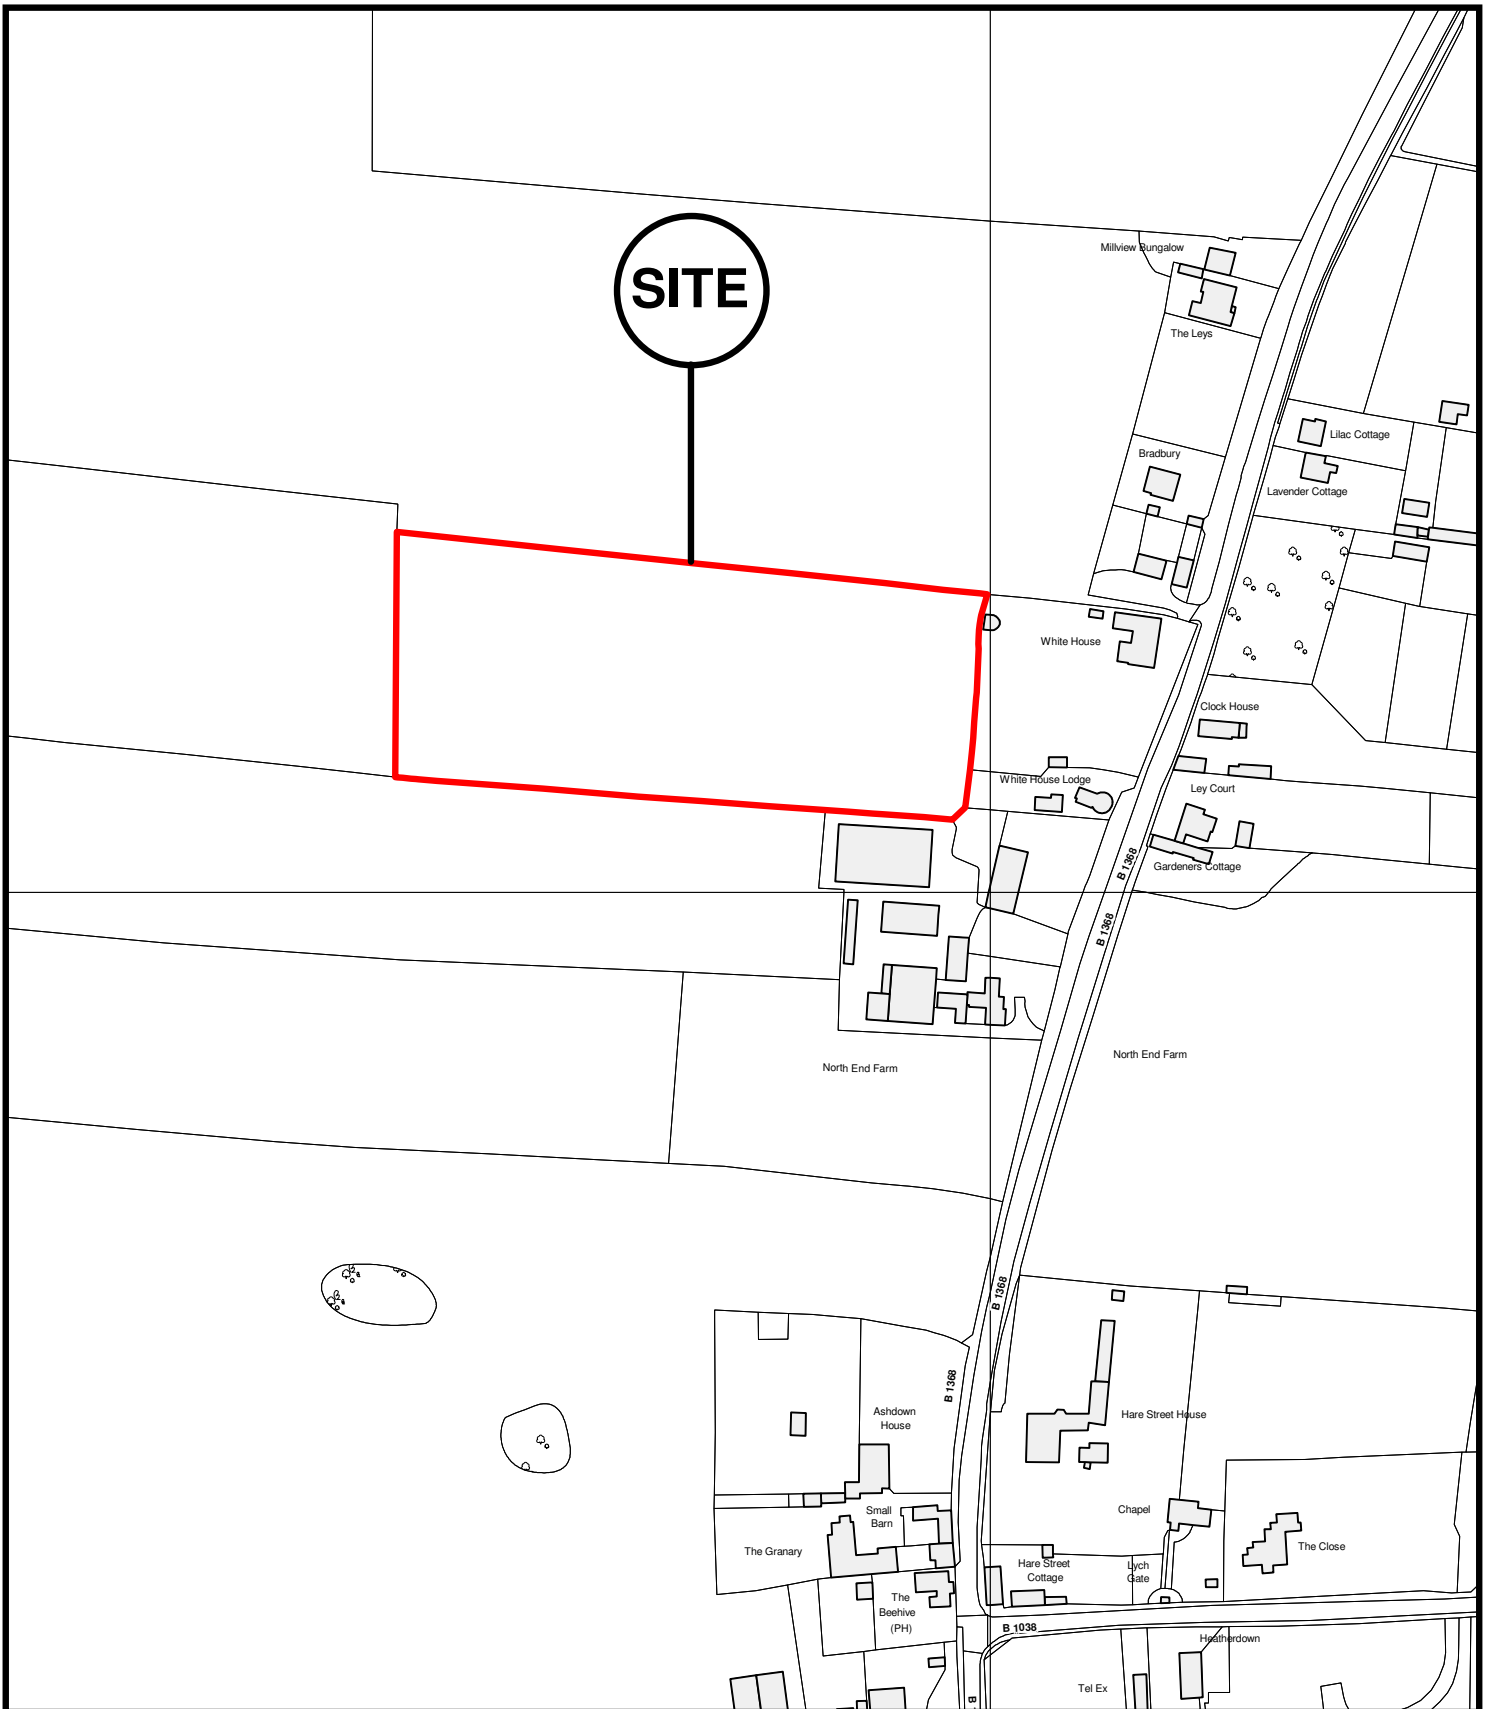 Millview Bungalow
SITE
The Leys
Lilac Cottage
Bradbury
Lavender Cottage
White House
Clock House
White House Lodge
Ley Court
B 1368
Gardeners Cottage
B 1368
North End Farm
North End Farm
B 1368
B 1368
Ashdown
House
Hare Street House
Small
Barn
Chapel
The Granary
The Close
Hare Street
Cottage
Lych
Gate
The
Beehive
(PH)
B 1038
Heatherdown
Tel Ex